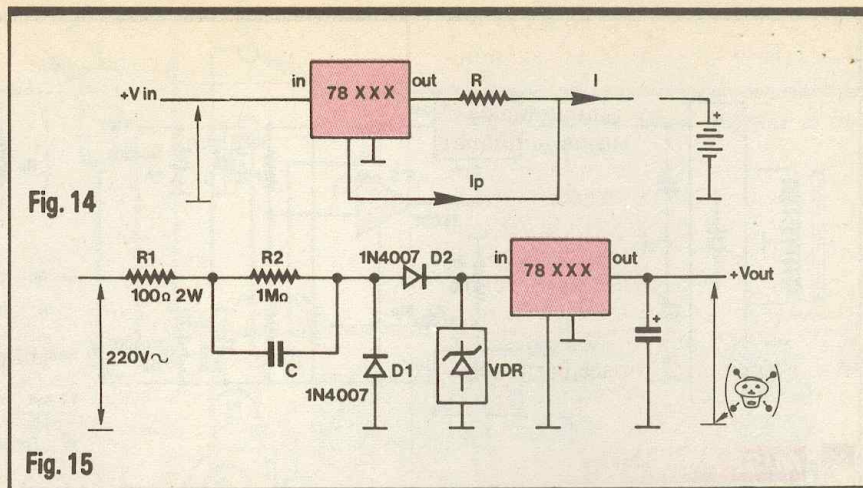 in out R I
+V in 78 XXX
Ip
Fig. 14
R1 R2 1N4007 D2 in 78 XXX out
+Vout
100Ω 2W 1MΩ
220V~ C D1 VDR
1N4007
Fig. 15